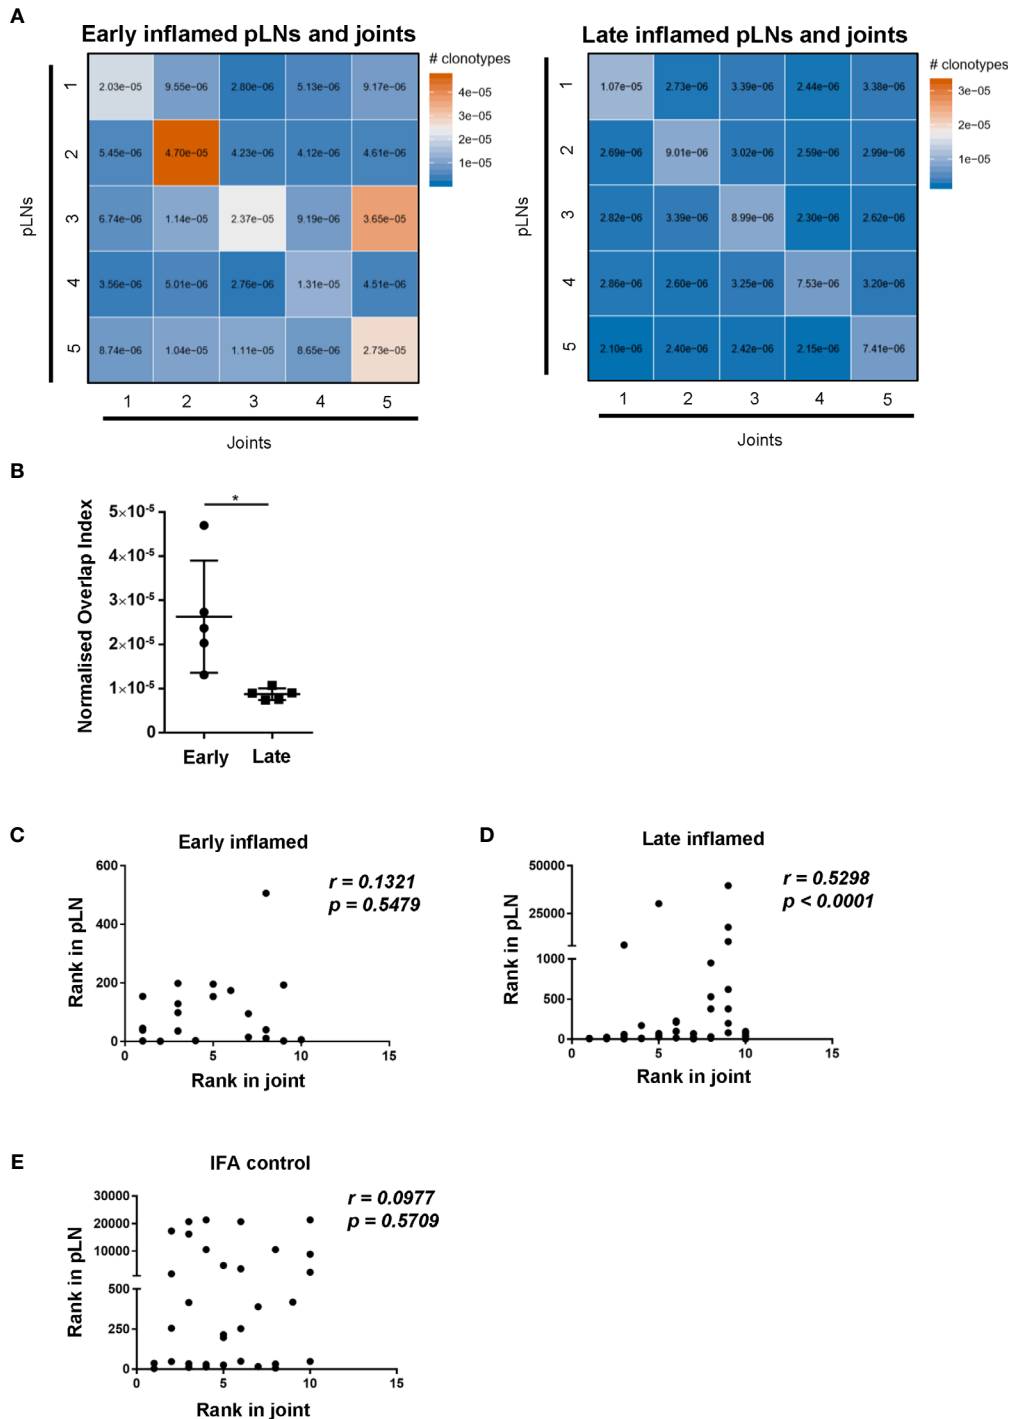 A
Early inflamed pLNs and joints
# clonotypes
4e−05
3e−05
2e−05
1e−05
pLNs
1
2.03e−05 9.55e−06 2.80e−06 5.13e−06 9.17e−06
2
5.45e−06 4.70e−05 4.23e−06 4.12e−06 4.61e−06
3
6.74e−06 1.14e−05 2.37e−05 9.19e−06 3.65e−05
4
3.56e−06 5.01e−06 2.76e−06 1.31e−05 4.51e−06
5
8.74e−06 1.04e−05 1.11e−05 8.65e−06 2.73e−05
1 2 3 4 5
Joints
Late inflamed pLNs and joints
# clonotypes
3e−05
2e−05
1e−05
pLNs
1
1.07e−05 2.73e−06 3.39e−06 2.44e−06 3.38e−06
2
2.69e−06 9.01e−06 3.02e−06 2.59e−06 2.99e−06
3
2.82e−06 3.39e−06 8.99e−06 2.30e−06 2.62e−06
4
2.86e−06 2.60e−06 3.25e−06 7.53e−06 3.20e−06
5
2.10e−06 2.40e−06 2.42e−06 2.15e−06 7.41e−06
1 2 3 4 5
Joints
B
Normalised Overlap Index
5×10⁻⁵
4×10⁻⁵
3×10⁻⁵
2×10⁻⁵
1×10⁻⁵
0
*
Early Late
C
Early inflamed
r = 0.1321
p = 0.5479
Rank in pLN
600
400
200
0
0 5 10 15
Rank in joint
D
Late inflamed
r = 0.5298
p < 0.0001
Rank in pLN
50000
25000
1000
500
0
0 5 10 15
Rank in joint
E
IFA control
r = 0.0977
p = 0.5709
Rank in pLN
30000
20000
10000
500
250
0
0 5 10 15
Rank in joint